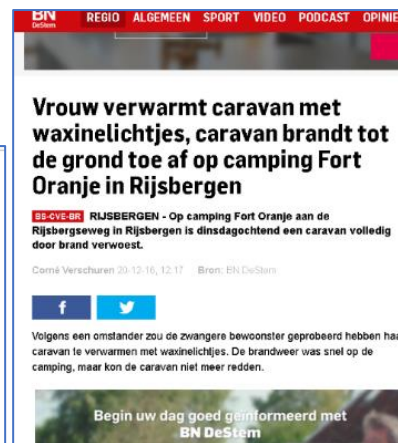 BN
DeStem
REGIO ALGEMEEN SPORT VIDEO PODCAST OPINIE
Vrouw verwarmt caravan met
waxinelichtjes, caravan brandt tot
de grond toe af op camping Fort
Oranje in Rijsbergen
BS-CVE-BR RIJSBERGEN - Op camping Fort Oranje aan de
Rijsbergseweg in Rijsbergen is dinsdagochtend een caravan volledig
door brand verwoest.
Corné Verschuren 20-12-16, 12:17 Bron: BN DeStem
f
Volgens een omstander zou de zwangere bewoonster geprobeerd hebben haa
caravan te verwarmen met waxinelichtjes. De brandweer was snel op de
camping, maar kon de caravan niet meer redden.
Begin uw dag goed geïnformeerd met
BN DeStem